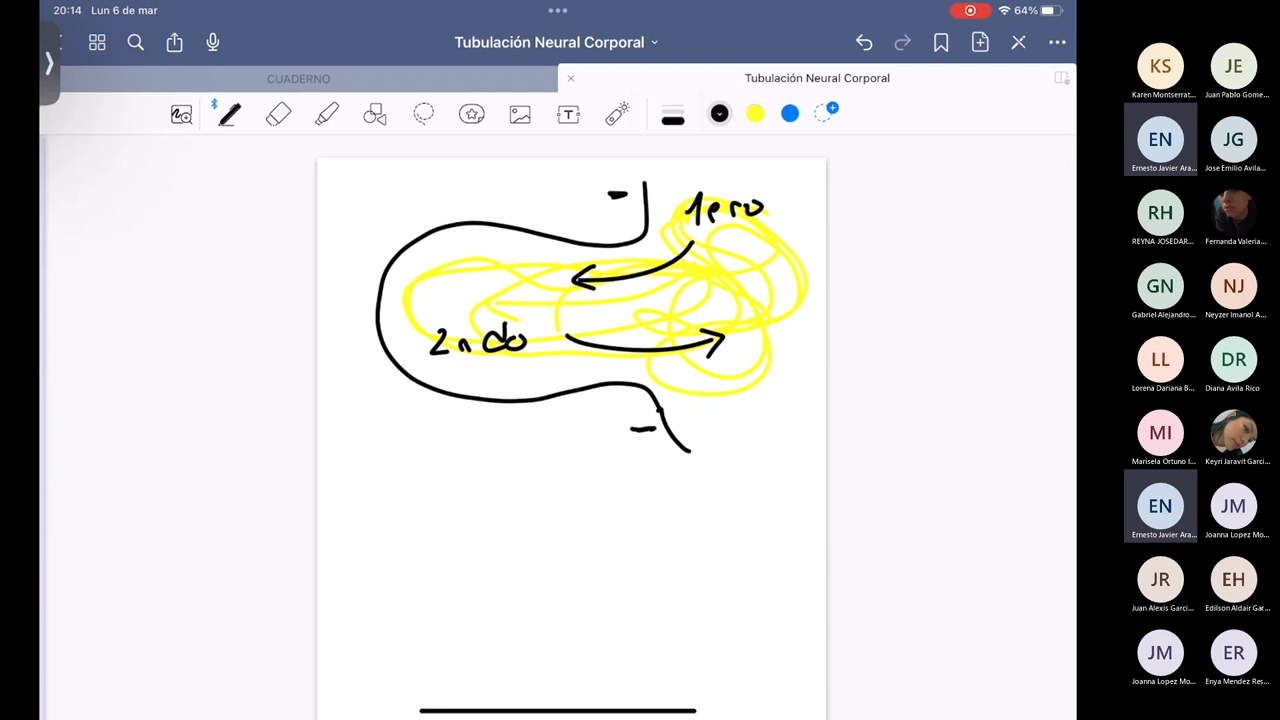 20:14 Lun 6 de mar
64%
Tubulación Neural Corporal
CUADERNO
Tubulación Neural Corporal
T
1ero
2ndo
KS
Karen Montserrat...
JE
Juan Pablo Gome...
EN
Ernesto Javier Ara...
JG
Jose Emilio Avila...
RH
REYNA JOSEDAR...
Fernanda Valeria...
GN
Gabriel Alejandro...
NJ
Neyzer Imanol A...
LL
Lorena Dariana B...
DR
Diana Avila Rico
MI
Marisela Ortuno I...
Keyri Jaravit Garci...
EN
Ernesto Javier Ara...
JM
Joanna Lopez Mo...
JR
Juan Alexis Garci...
EH
Edilson Aldair Gar...
JM
Joanna Lopez Mo...
ER
Enya Mendez Res...